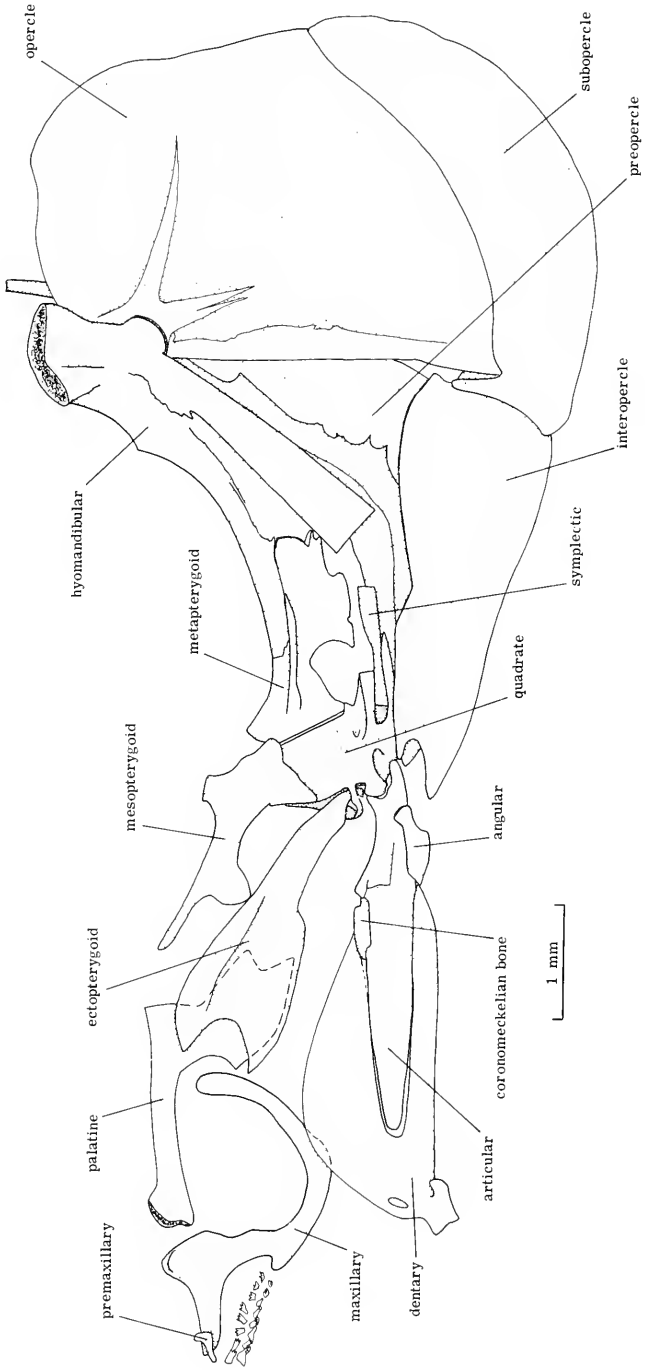 premaxillary
palatine
ectopterygoid
mesopterygoid
metapterygoid
hyomandibular
opercle
maxillary
dentary
articular
coronomeckelian bone
angular
quadrate
symplectic
interopercle
preopercle
subopercle
1 mm